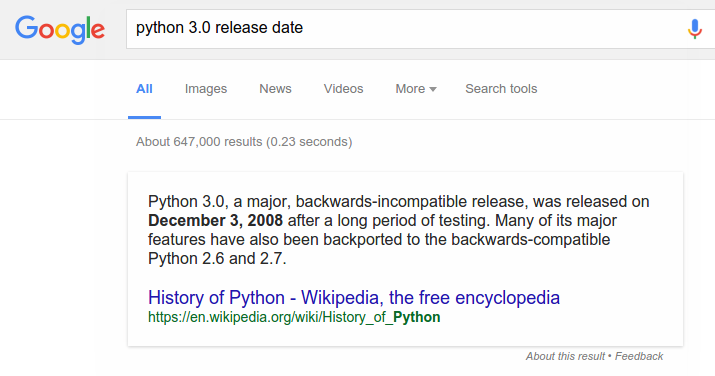 Google
python 3.0 release date
All Images News Videos More Search tools
About 647,000 results (0.23 seconds)
Python 3.0, a major, backwards-incompatible release, was released on
December 3, 2008 after a long period of testing. Many of its major
features have also been backported to the backwards-compatible
Python 2.6 and 2.7.
History of Python - Wikipedia, the free encyclopedia
https://en.wikipedia.org/wiki/History_of_Python
About this result • Feedback